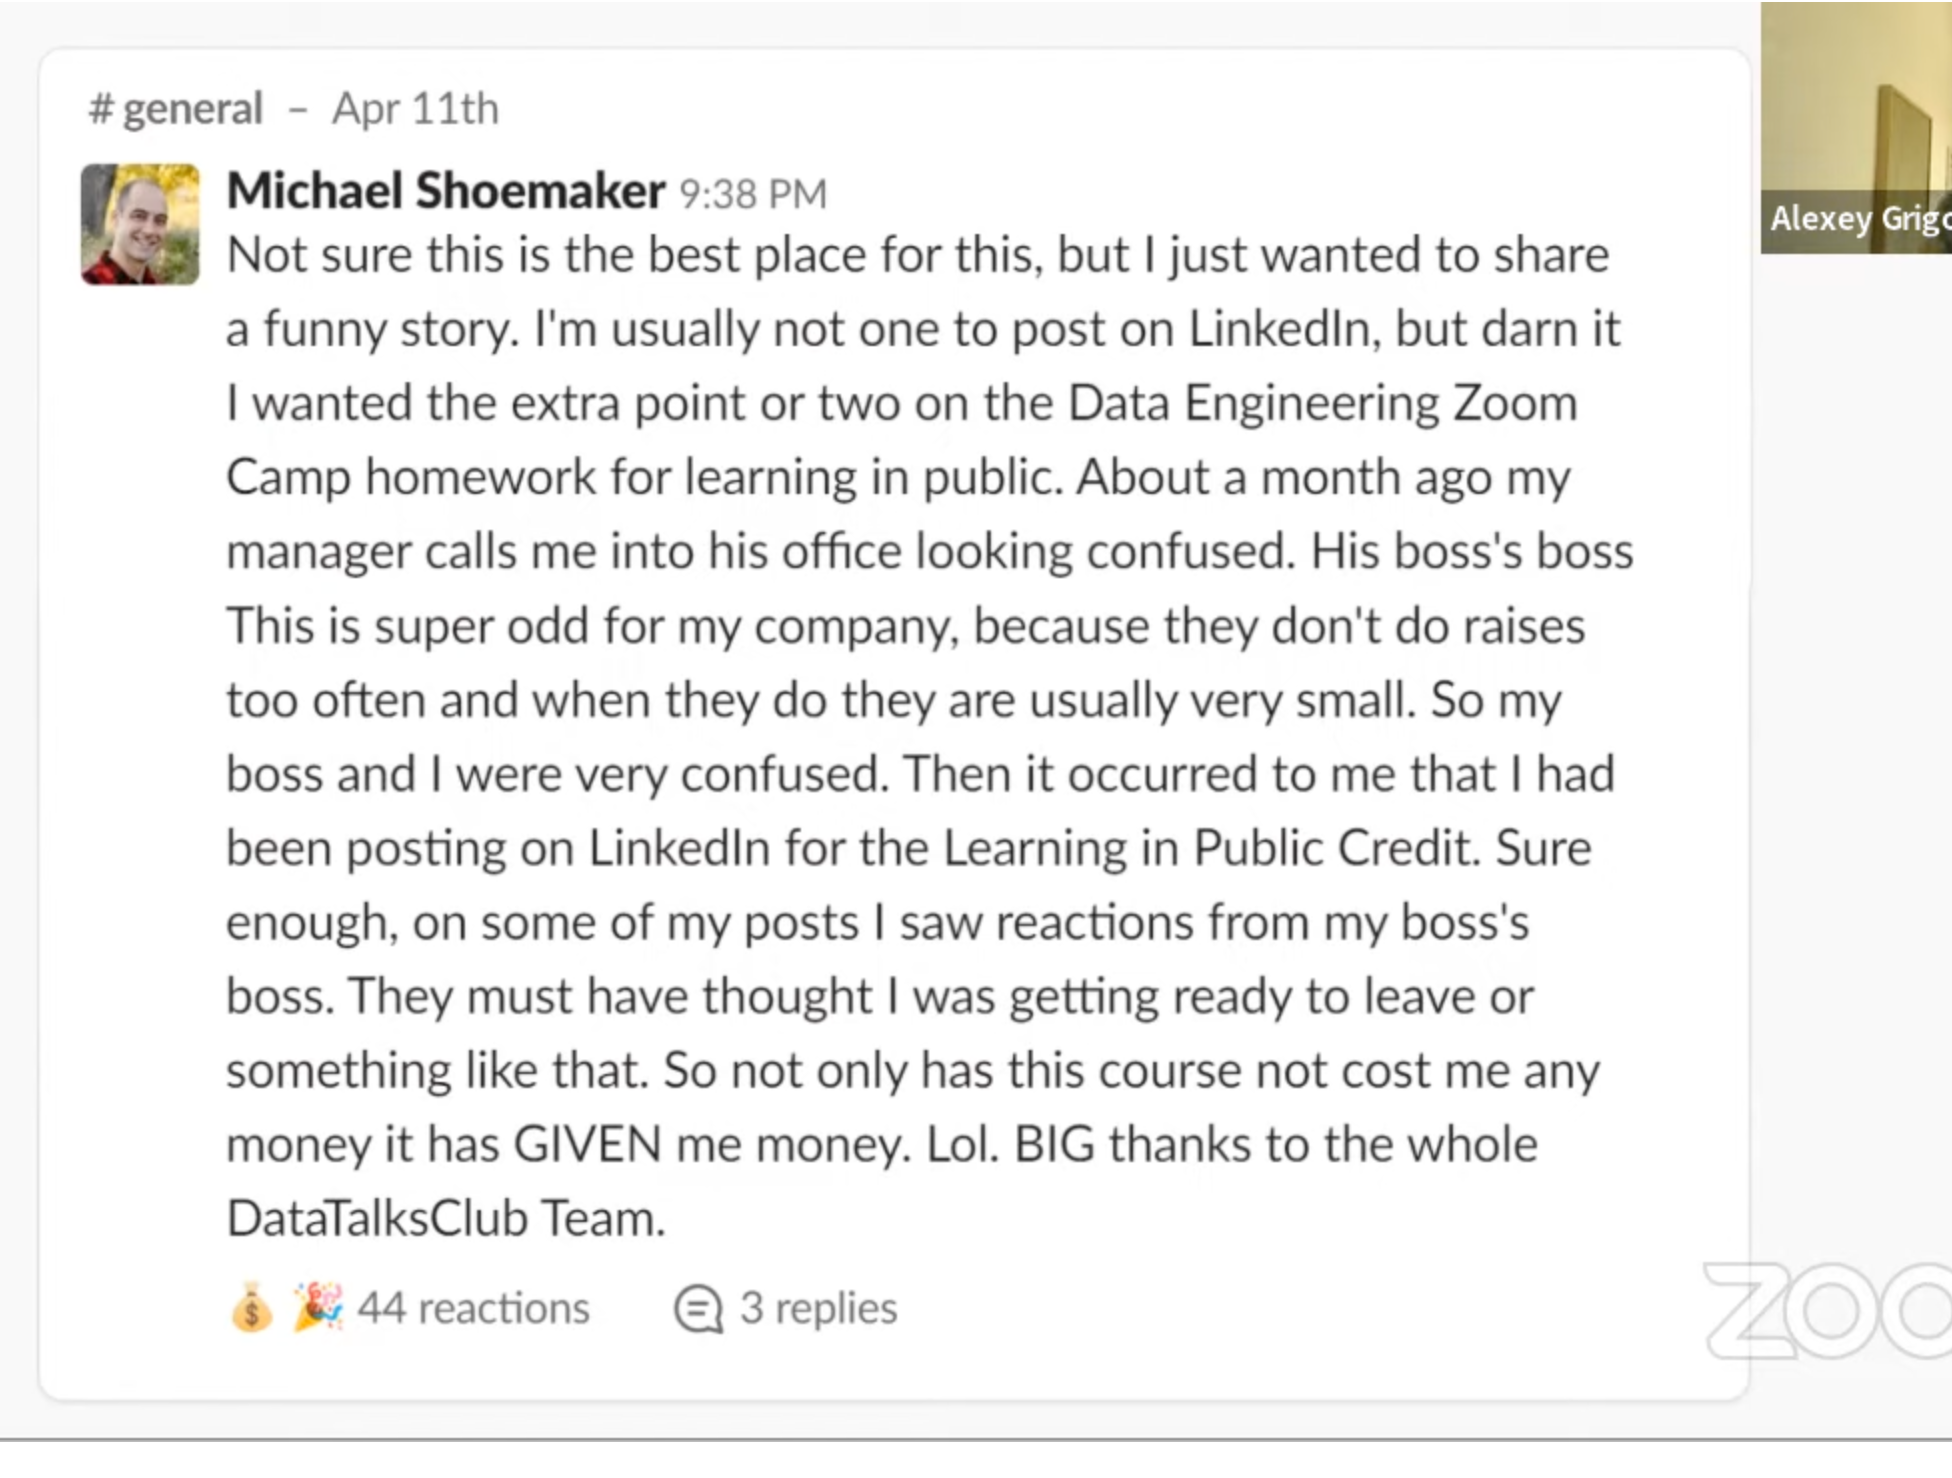 # general – Apr 11th
Michael Shoemaker 9:38 PM
Not sure this is the best place for this, but I just wanted to share
a funny story. I'm usually not one to post on LinkedIn, but darn it
I wanted the extra point or two on the Data Engineering Zoom
Camp homework for learning in public. About a month ago my
manager calls me into his office looking confused. His boss's boss
This is super odd for my company, because they don't do raises
too often and when they do they are usually very small. So my
boss and I were very confused. Then it occurred to me that I had
been posting on LinkedIn for the Learning in Public Credit. Sure
enough, on some of my posts I saw reactions from my boss's
boss. They must have thought I was getting ready to leave or
something like that. So not only has this course not cost me any
money it has GIVEN me money. Lol. BIG thanks to the whole
DataTalksClub Team.
44 reactions 3 replies
Alexey Grigo
ZOO